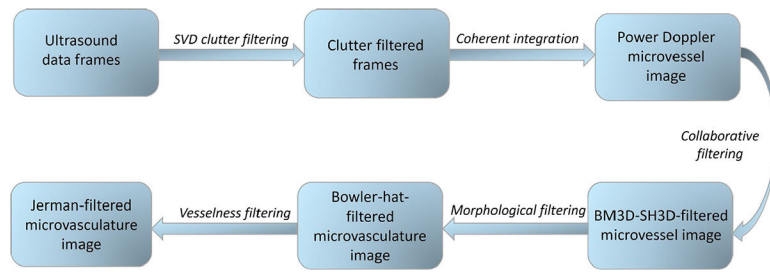 Ultrasound
data frames
SVD clutter filtering
Clutter filtered
frames
Coherent integration
Power Doppler
microvessel
image
Collaborative
filtering
BM3D-SH3D-filtered
microvessel image
Morphological filtering
Bowler-hat-
filtered
microvasculature
image
Vesselness filtering
Jerman-filtered
microvasculature
image